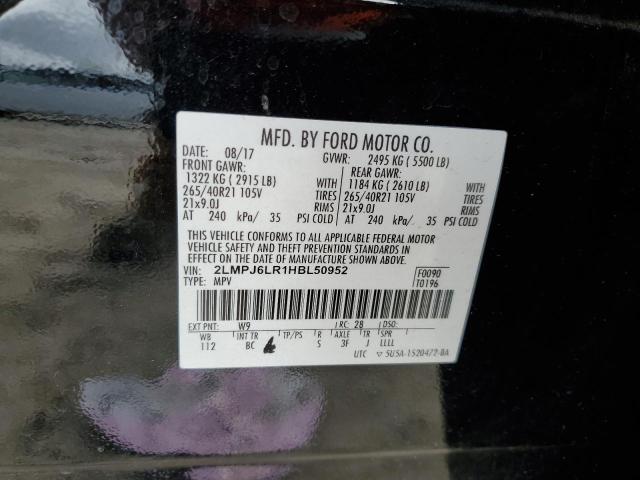 MFD. BY FORD MOTOR CO.
DATE: 08/17 GVWR: 2495 KG ( 5500 LB)
FRONT GAWR: REAR GAWR:
1322 KG ( 2915 LB) WITH 1184 KG ( 2610 LB) WITH
265/40R21 105V TIRES 265/40R21 105V TIRES
21x9.0J RIMS 21x9.0J RIMS
AT 240 kPa/ 35 PSI COLD AT 240 kPa/ 35 PSI COLD
THIS VEHICLE CONFORMS TO ALL APPLICABLE FEDERAL MOTOR
VEHICLE SAFETY AND THEFT PREVENTION STANDARDS IN
EFFECT ON THE DATE OF MANUFACTURE SHOWN ABOVE.
VIN: 2LMPJ6LR1HBL50952 F0090
TYPE: MPV T0196
EXT PNT: W9 RC: 28 DSO:
WB INT TR TP/PS R AXLE TR SPR
112 BC S 3F J LLLL
UTC 5U5A-1520472-BA